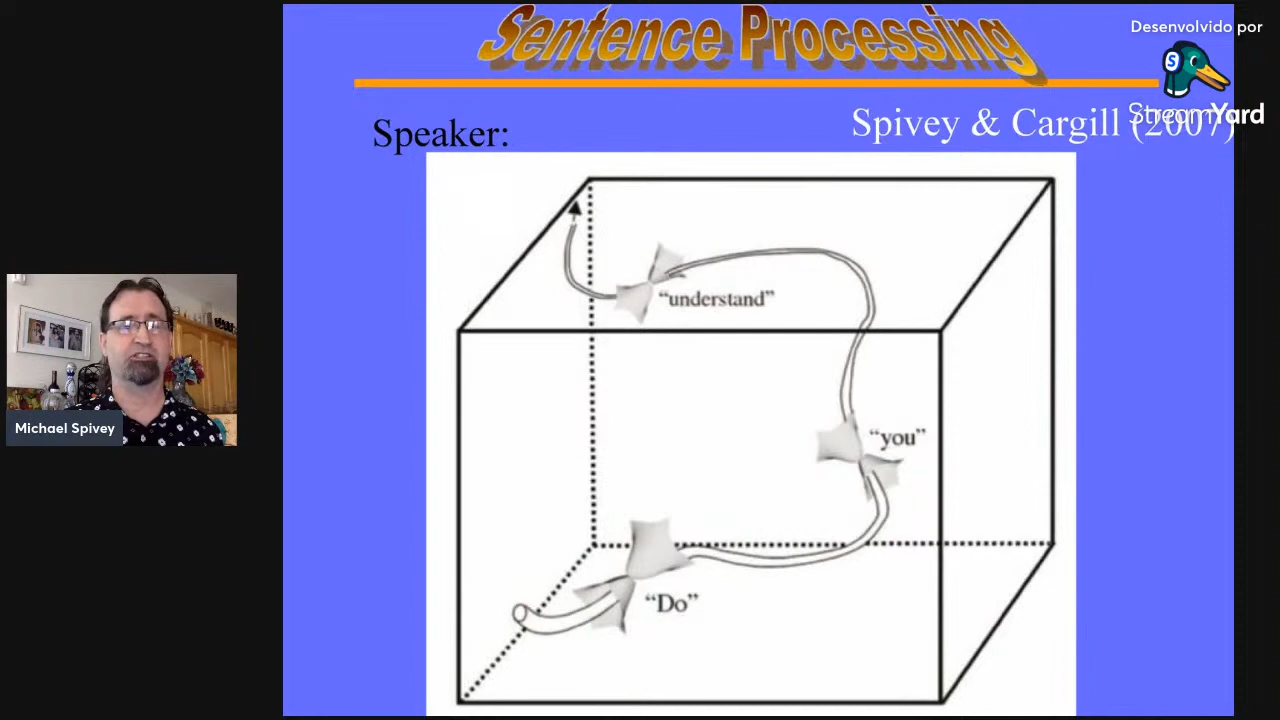 Sentence Processing
Desenvolvido por
StreamYard
Speaker:
Spivey & Cargill (2007)
"understand"
"you"
"Do"
Michael Spivey